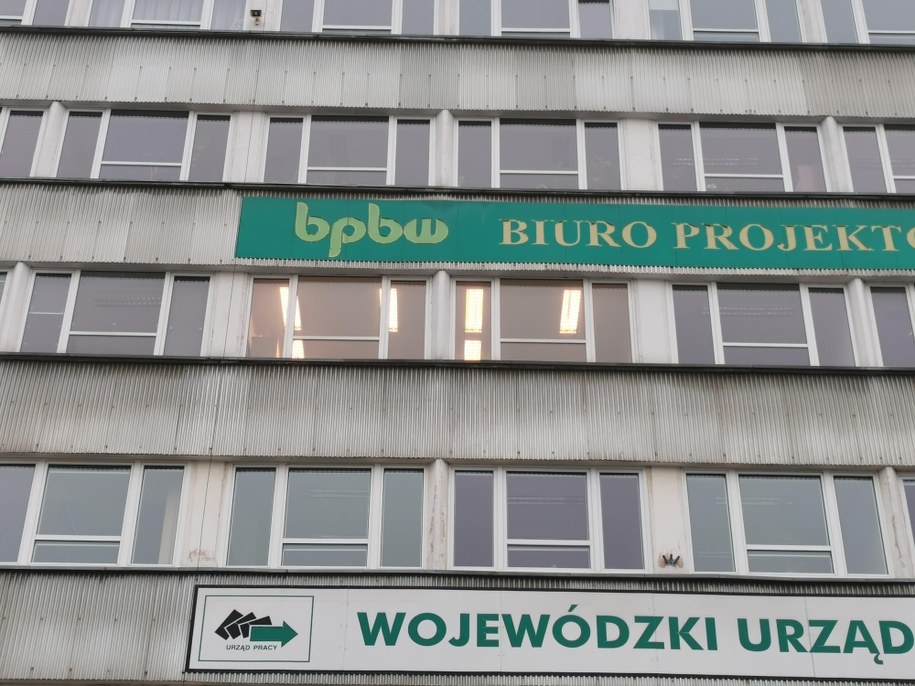 bpbw BIURO PROJEKTO
URZĄD PRACY
WOJEWÓDZKI URZĄD